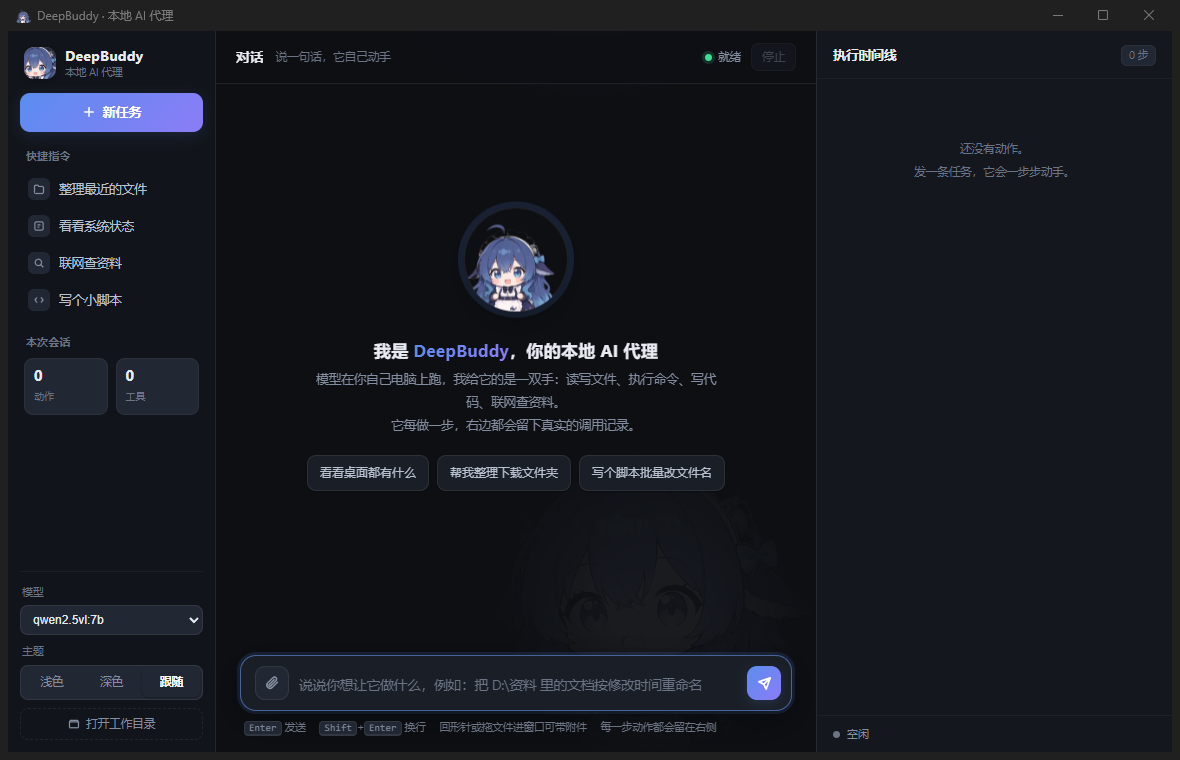 DeepBuddy · 本地 AI 代理
DeepBuddy
本地 AI 代理
+ 新任务
快捷指令
整理最近的文件
看看系统状态
联网查资料
写个小脚本
本次会话
0
动作
0
工具
模型
qwen2.5vl:7b
主题
浅色 深色 跟随
打开工作目录
对话 说一句话，它自己动手
就绪 停止
我是 DeepBuddy，你的本地 AI 代理
模型在你自己电脑上跑，我给它的是一双手：读写文件、执行命令、写代
码、联网查资料。
它每做一步，右边都会留下真实的调用记录。
看看桌面都有什么 帮我整理下载文件夹 写个脚本批量改文件名
说说你想让它做什么，例如：把 D:\资料 里的文档按修改时间重命名
Enter 发送 Shift+Enter 换行 回形针或拖文件进窗口可带附件 每一步动作都会留在右侧
执行时间线 0 步
还没有动作。
发一条任务，它会一步步动手。
空闲